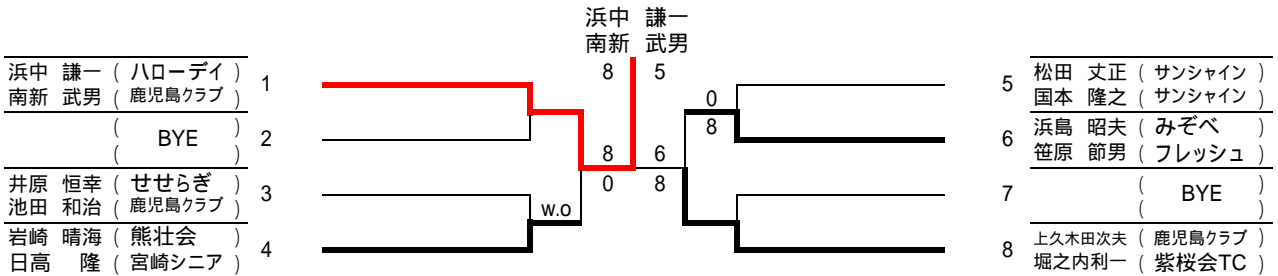 浜中 謙一
南新 武男
8 5
浜中 謙一 ( ハローデイ )
南新 武男 ( 鹿児島クラブ )
1
( BYE )
( )
2
井原 恒幸 ( せせらぎ )
池田 和治 ( 鹿児島クラブ )
3
岩崎 晴海 ( 熊壮会 )
日高 隆 ( 宮崎シニア )
4
w.o
8 6
0 8
0
8
5
松田 丈正 ( サンシャイン )
国本 隆之 ( サンシャイン )
6
浜島 昭夫 ( みぞべ )
笹原 節男 ( フレッシュ )
7
( BYE )
( )
8
上久木田次夫 ( 鹿児島クラブ )
堀之内利一 ( 紫桜会TC )